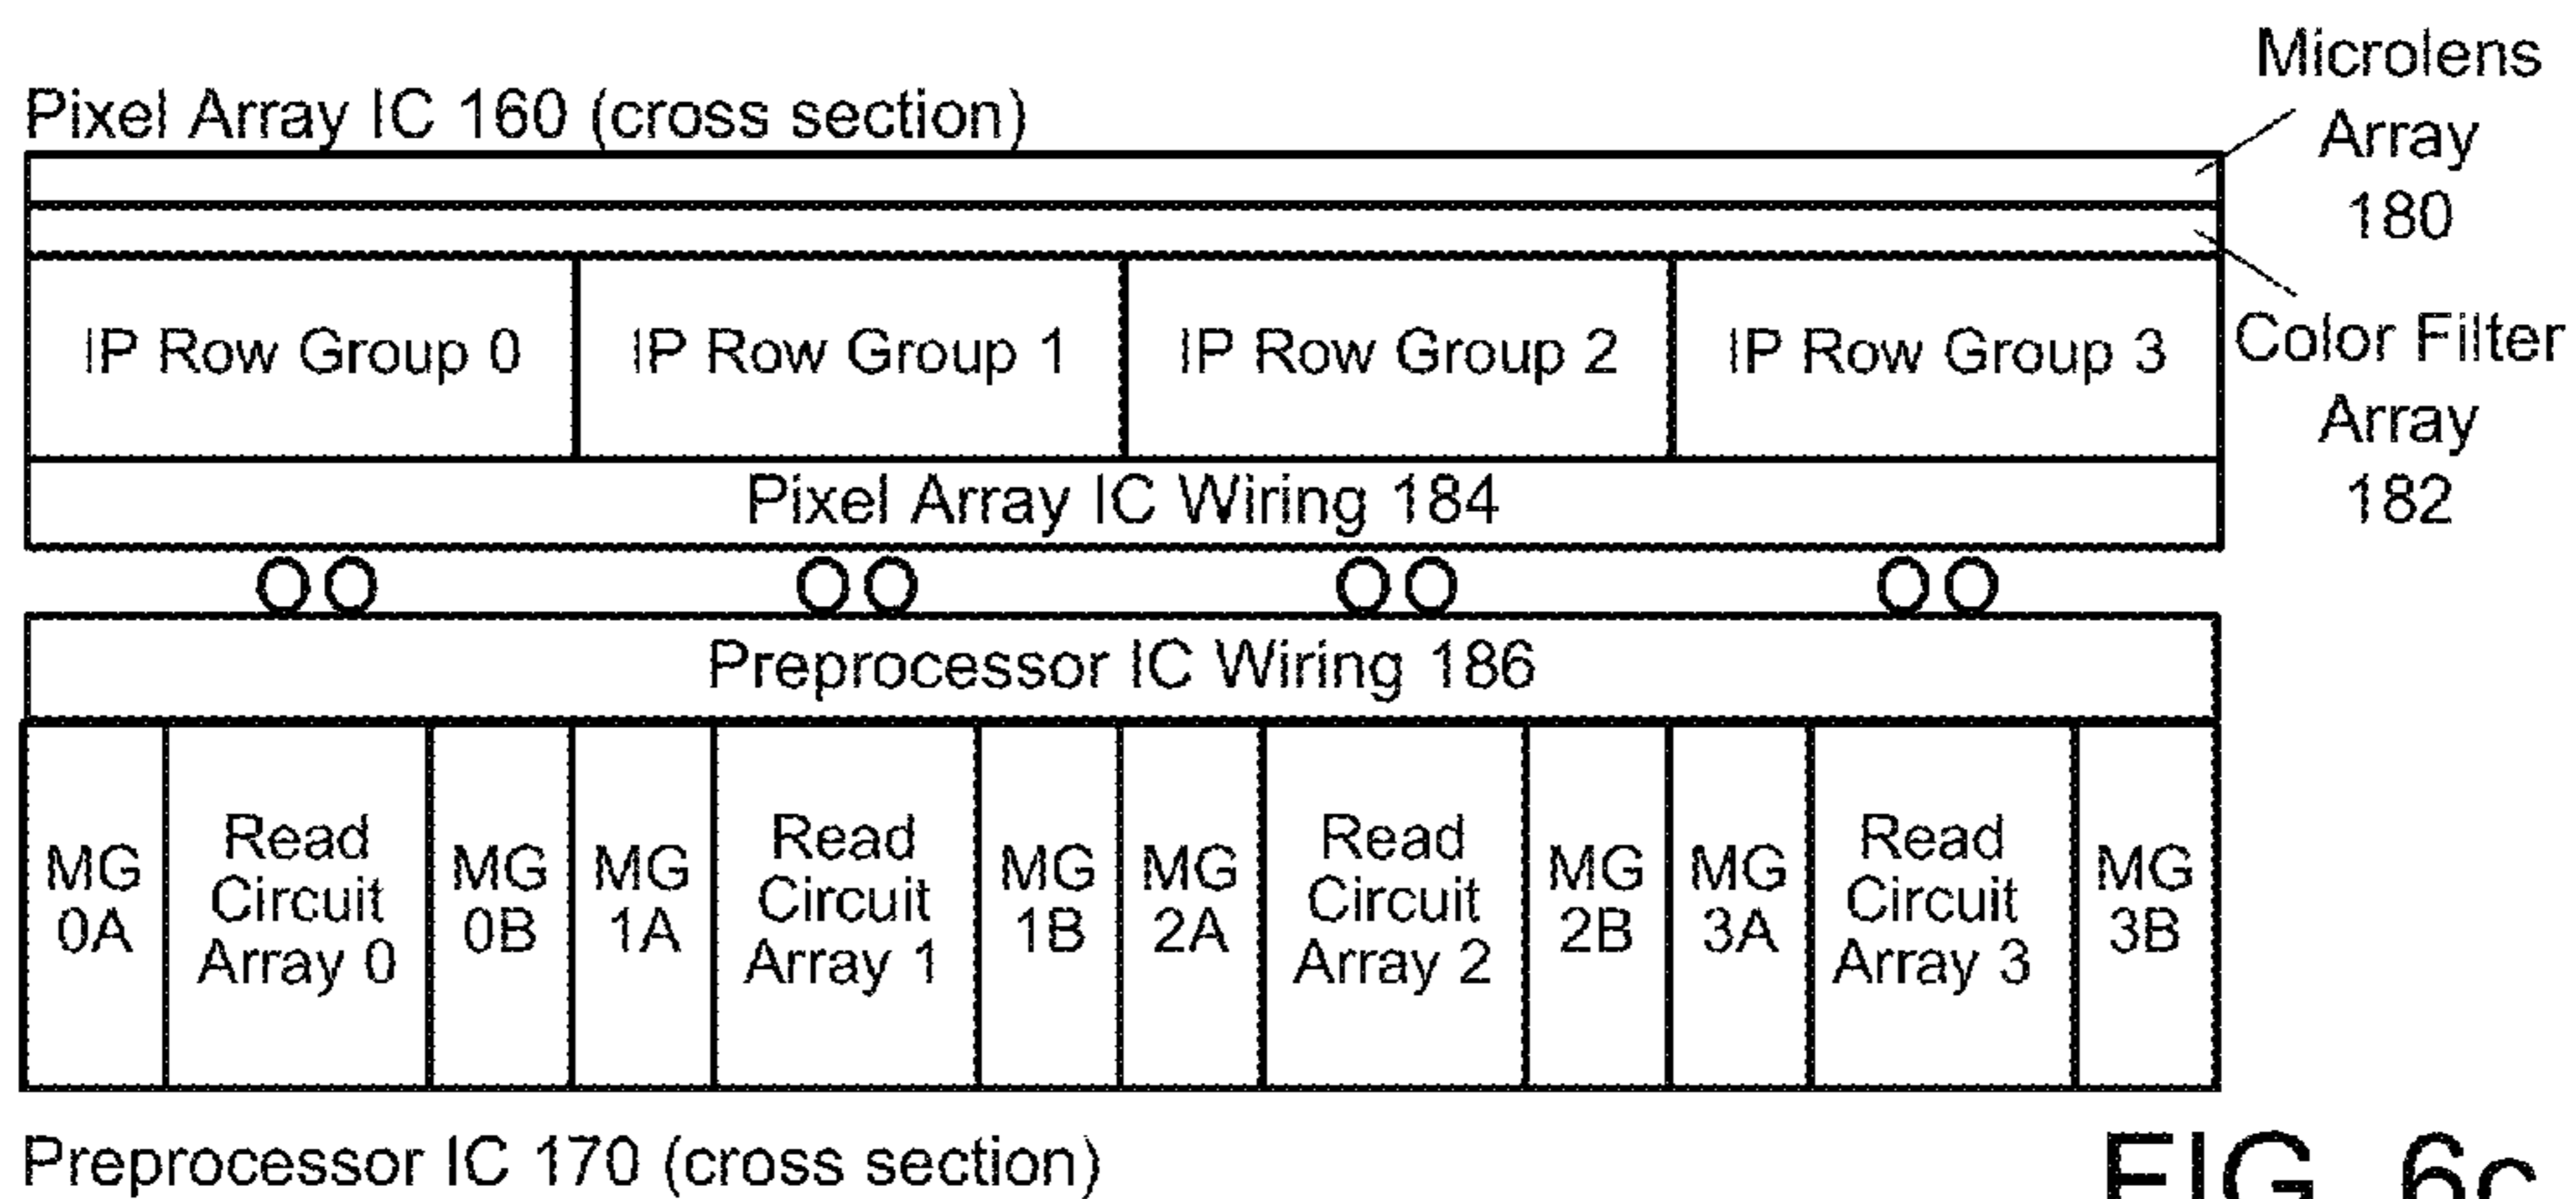 Microlens
Array
180
Pixel Array IC 160 (cross section)
IP Row Group 0
IP Row Group 1
IP Row Group 2
IP Row Group 3
Color Filter
Array
182
Pixel Array IC Wiring 184
Preprocessor IC Wiring 186
MG
0A
Read
Circuit
Array 0
MG
0B
MG
1A
Read
Circuit
Array 1
MG
1B
MG
2A
Read
Circuit
Array 2
MG
2B
MG
3A
Read
Circuit
Array 3
MG
3B
Preprocessor IC 170 (cross section)
FIG. 6c